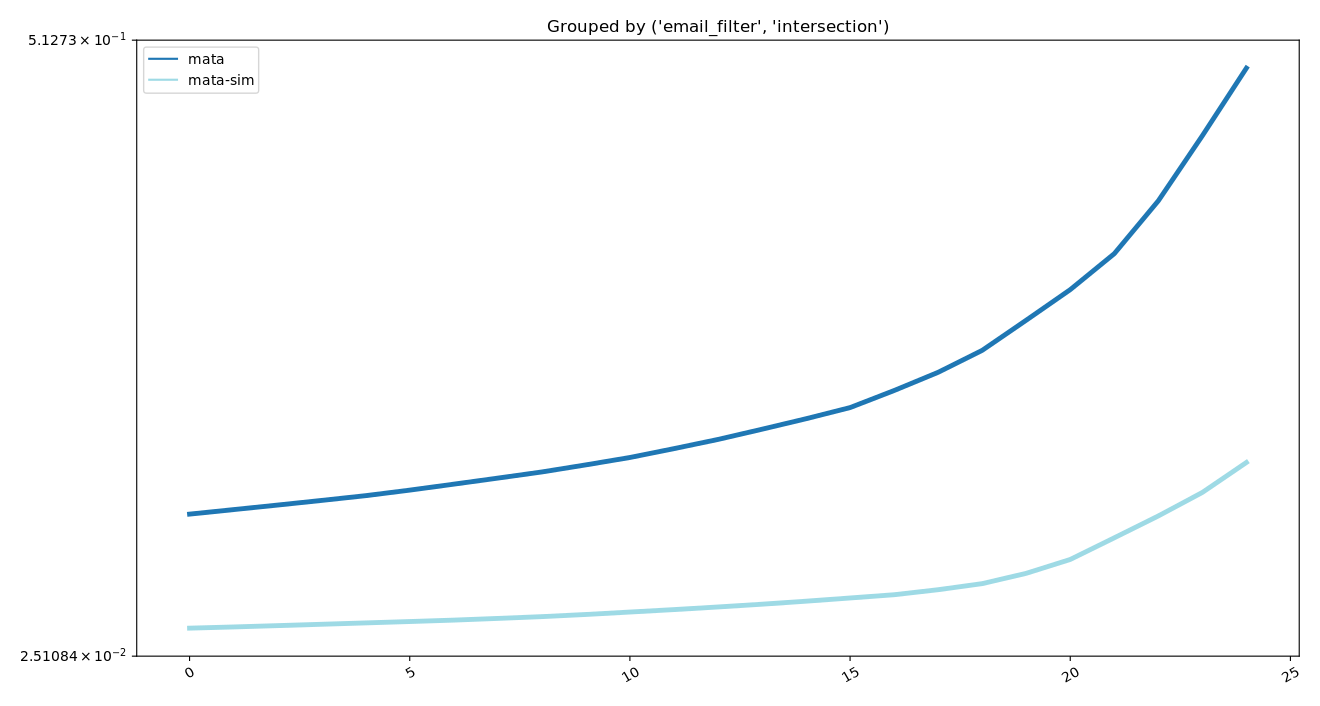 Grouped by ('email_filter', 'intersection')
5.1273 × 10⁻¹
mata
mata-sim
2.51084 × 10⁻²
0
5
10
15
20
25